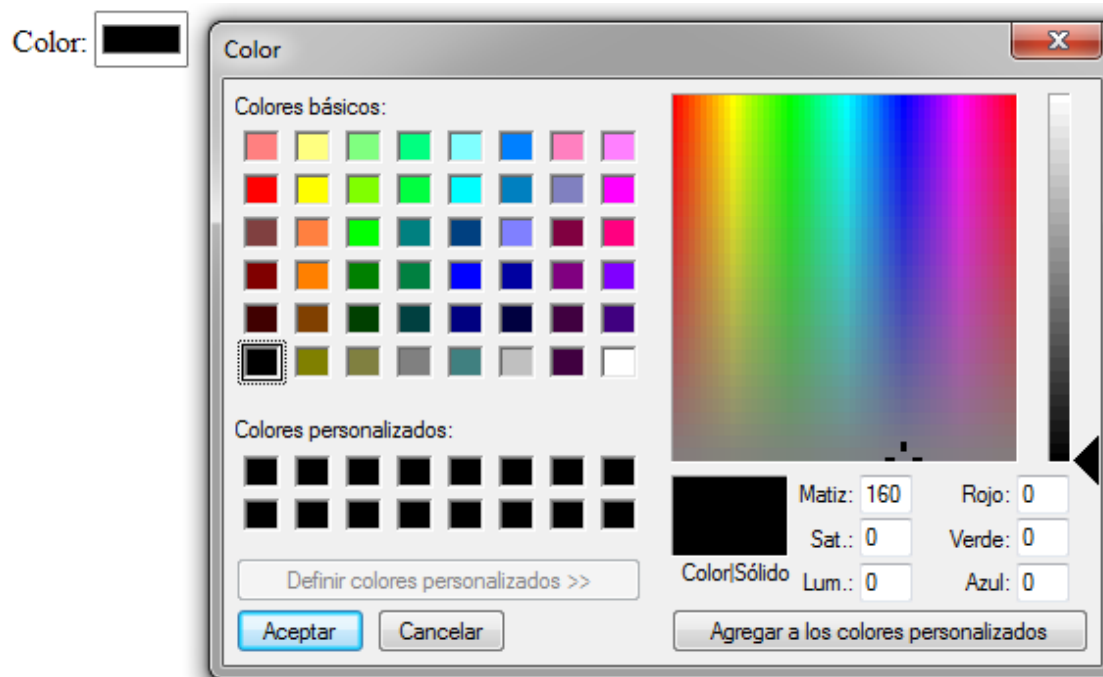 Color:
Color
Colores básicos:
Colores personalizados:
Definir colores personalizados >>
Aceptar
Cancelar
Color|Sólido
Matiz: 160
Sat.: 0
Lum.: 0
Rojo: 0
Verde: 0
Azul: 0
Agregar a los colores personalizados